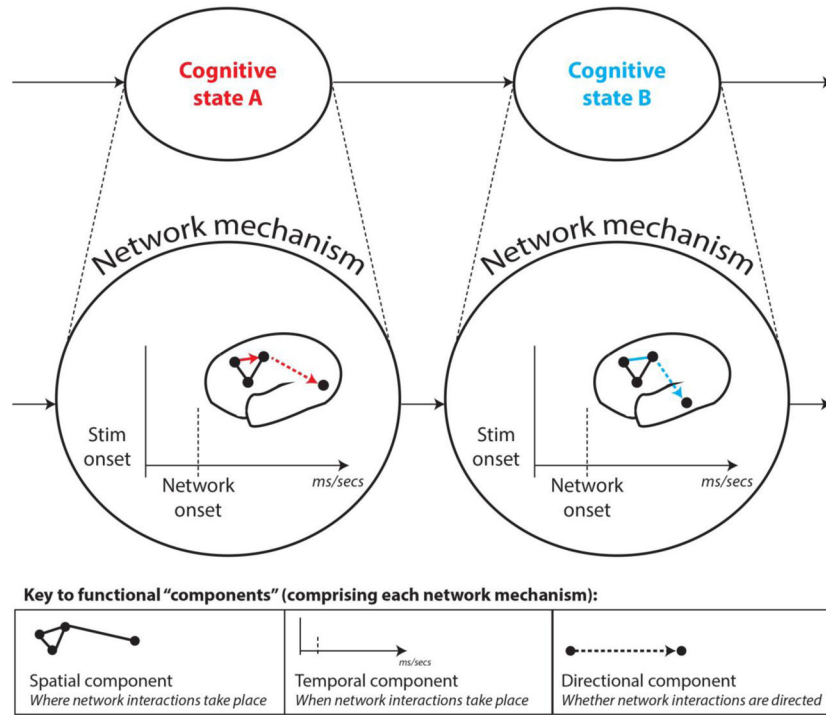 Cognitive
state A
Cognitive
state B
Network mechanism
Network mechanism
Stim
onset
Network
onset
ms/secs
Stim
onset
Network
onset
ms/secs
Key to functional “components” (comprising each network mechanism):
Spatial component
Where network interactions take place
ms/secs
Temporal component
When network interactions take place
Directional component
Whether network interactions are directed